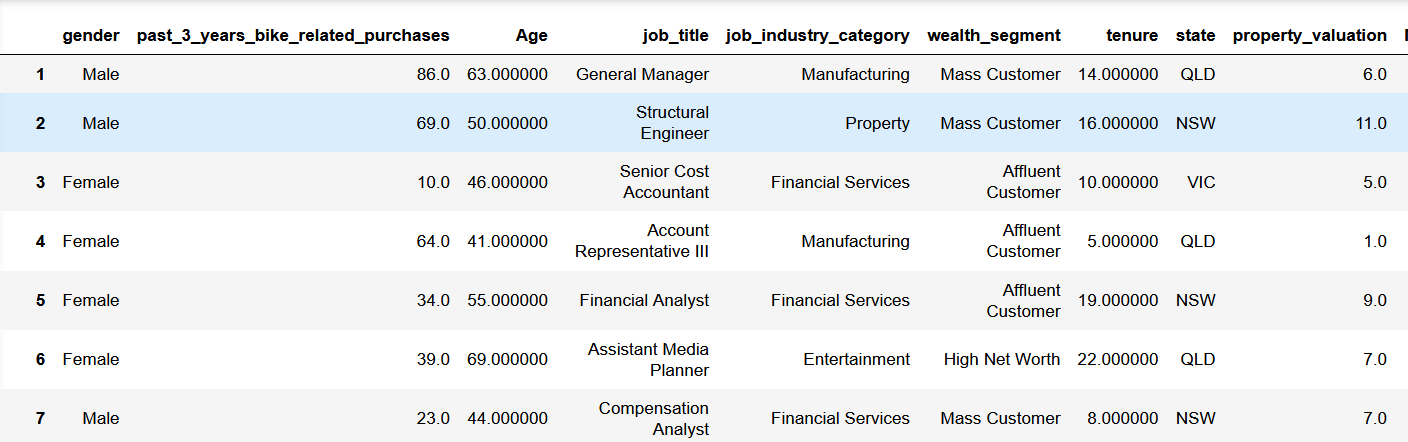 gender past_3_years_bike_related_purchases Age job_title job_industry_category wealth_segment tenure state property_valuation
1 Male 86.0 63.000000 General Manager Manufacturing Mass Customer 14.000000 QLD 6.0
2 Male 69.0 50.000000 Structural Engineer Property Mass Customer 16.000000 NSW 11.0
3 Female 10.0 46.000000 Senior Cost Accountant Financial Services Affluent Customer 10.000000 VIC 5.0
4 Female 64.0 41.000000 Account Representative III Manufacturing Affluent Customer 5.000000 QLD 1.0
5 Female 34.0 55.000000 Financial Analyst Financial Services Affluent Customer 19.000000 NSW 9.0
6 Female 39.0 69.000000 Assistant Media Planner Entertainment High Net Worth 22.000000 QLD 7.0
7 Male 23.0 44.000000 Compensation Analyst Financial Services Mass Customer 8.000000 NSW 7.0